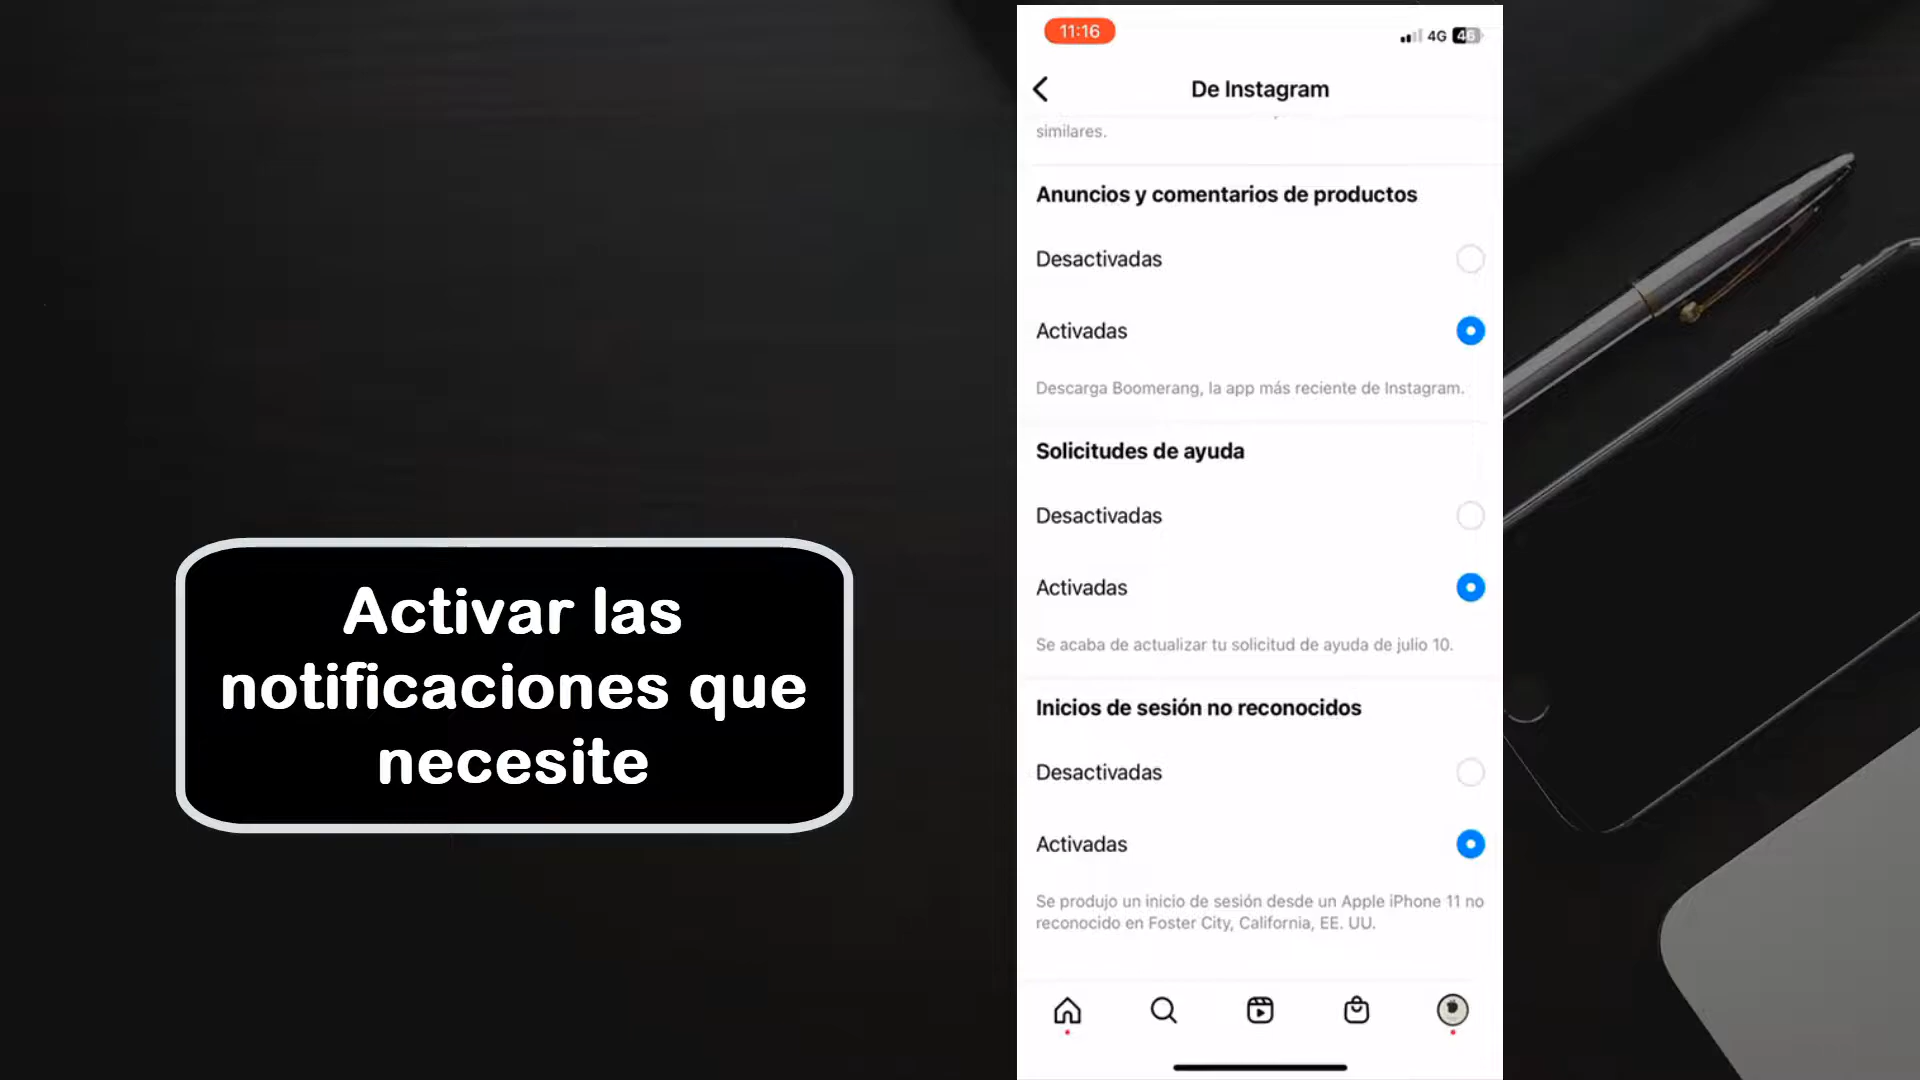 11:16
4G 46
De Instagram
similares.
Anuncios y comentarios de productos
Desactivadas
Activadas
Descarga Boomerang, la app más reciente de Instagram.
Solicitudes de ayuda
Desactivadas
Activadas
Se acaba de actualizar tu solicitud de ayuda de julio 10.
Inicios de sesión no reconocidos
Desactivadas
Activadas
Se produjo un inicio de sesión desde un Apple iPhone 11 no
reconocido en Foster City, California, EE. UU.
Activar las
notificaciones que
necesite